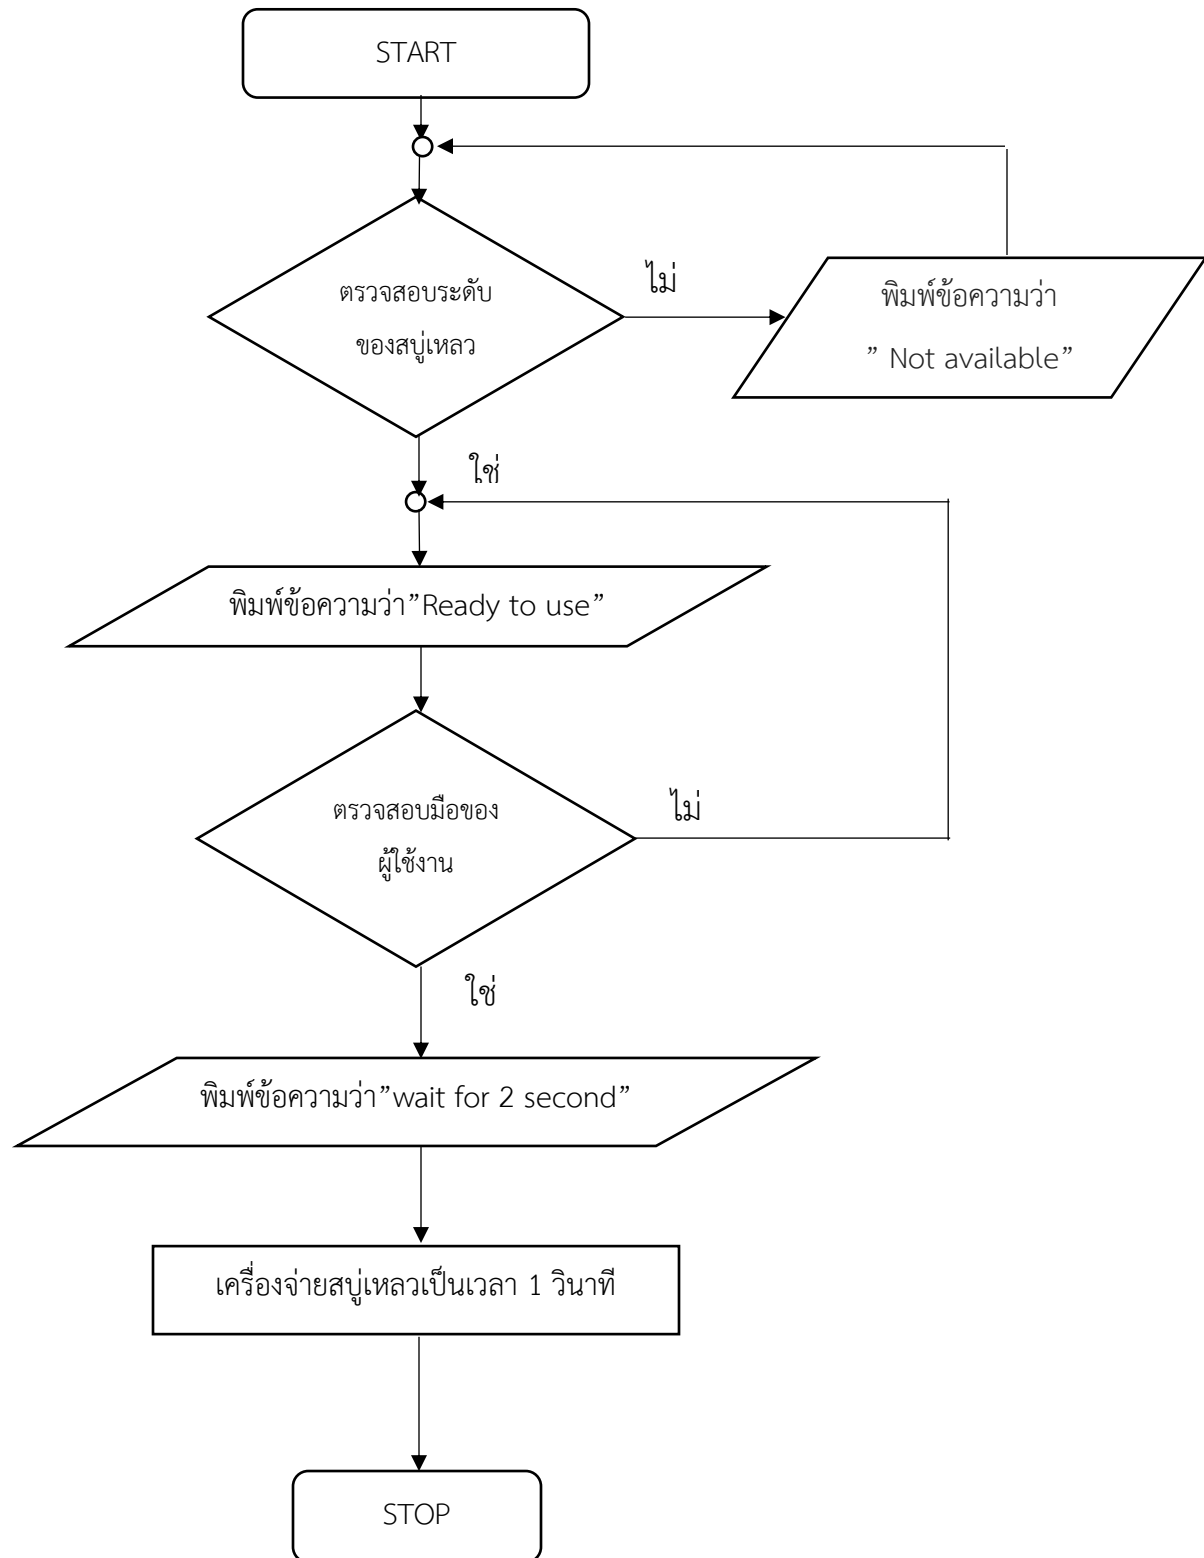 START
ไม่
ตรวจสอบระดับ
ของสบู่เหลว
พิมพ์ข้อความว่า
” Not available”
ใช่
พิมพ์ข้อความว่า”Ready to use”
ไม่
ตรวจสอบมือของ
ผู้ใช้งาน
ใช่
พิมพ์ข้อความว่า”wait for 2 second”
เครื่องจ่ายสบู่เหลวเป็นเวลา 1 วินาที
STOP